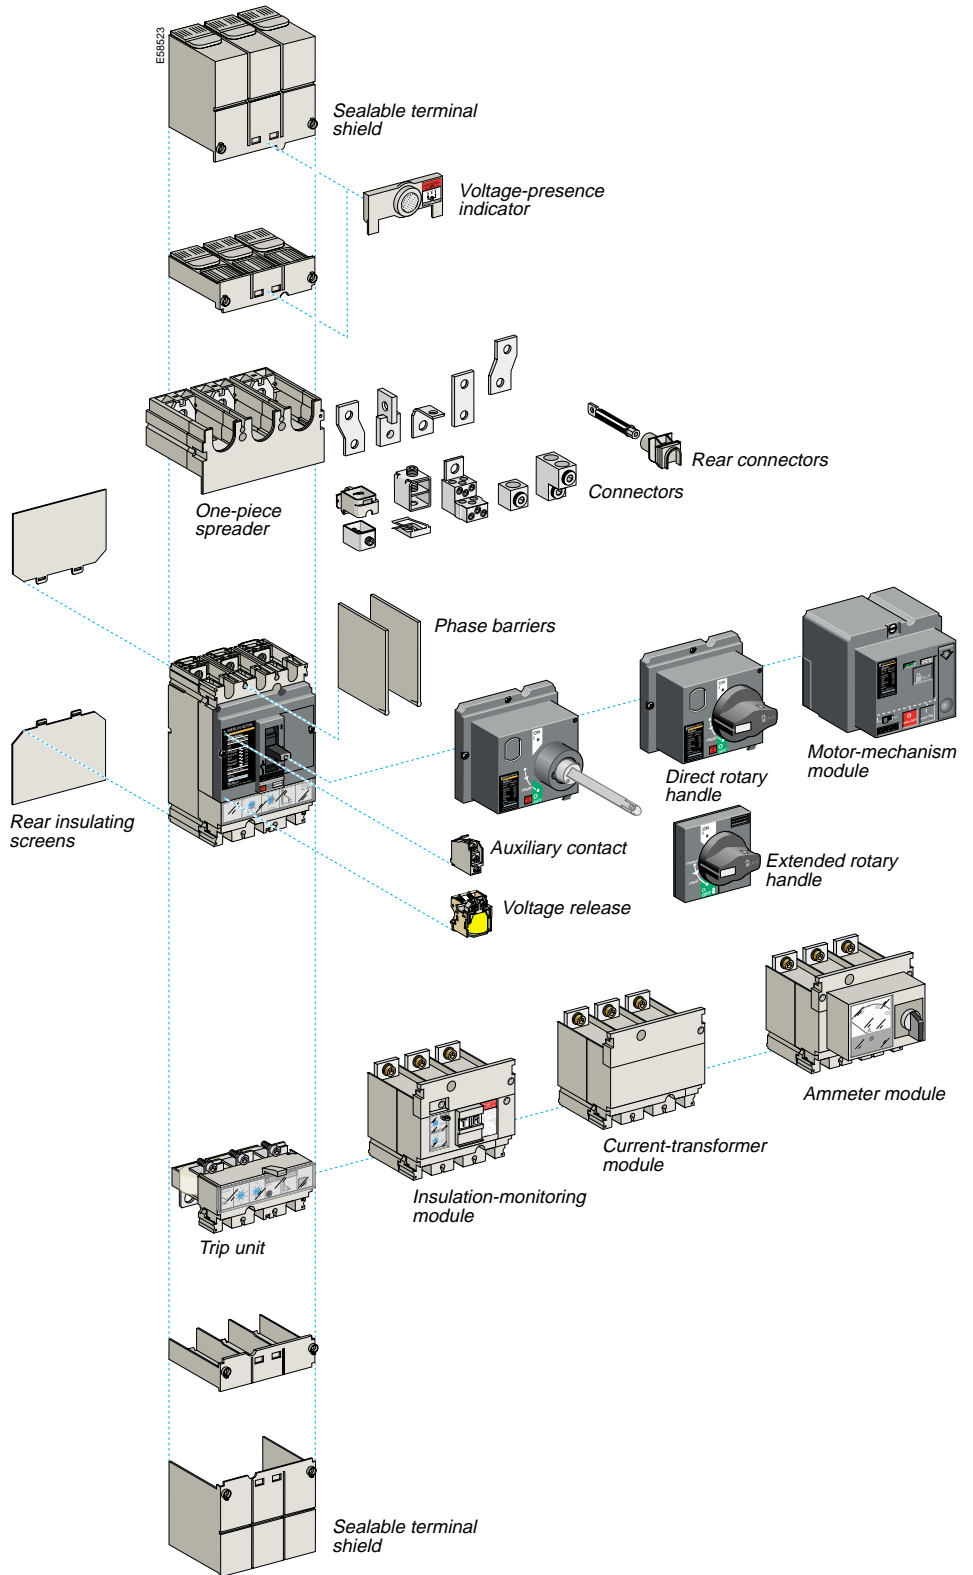 E58523
Sealable terminal
shield
Voltage-presence
indicator
Rear connectors
Connectors
One-piece
spreader
Phase barriers
Motor-mechanism
module
Direct rotary
handle
Rear insulating
screens
Auxiliary contact
Extended rotary
handle
Voltage release
Ammeter module
Current-transformer
module
Insulation-monitoring
module
Trip unit
Sealable terminal
shield